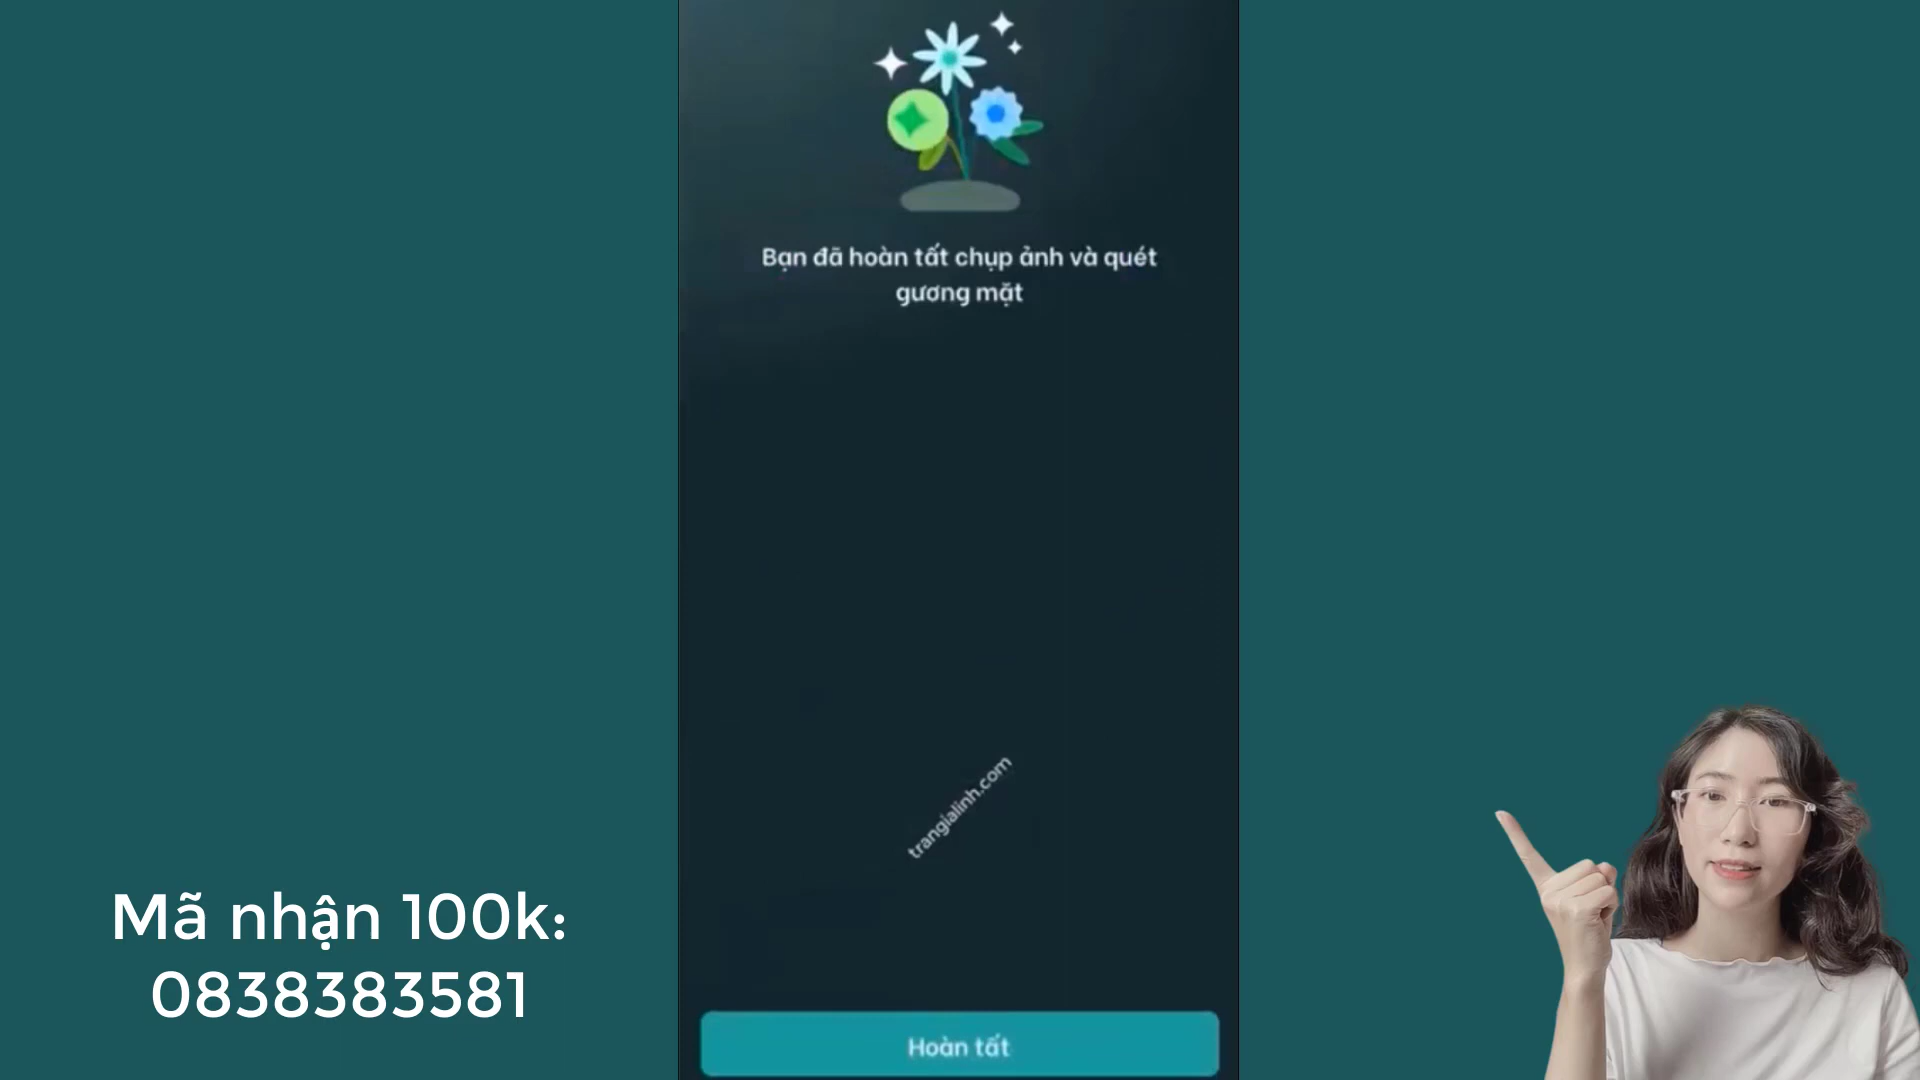 Bạn đã hoàn tất chụp ảnh và quét
gương mặt
trangialinh.com
Mã nhận 100k:
0838383581
Hoàn tất